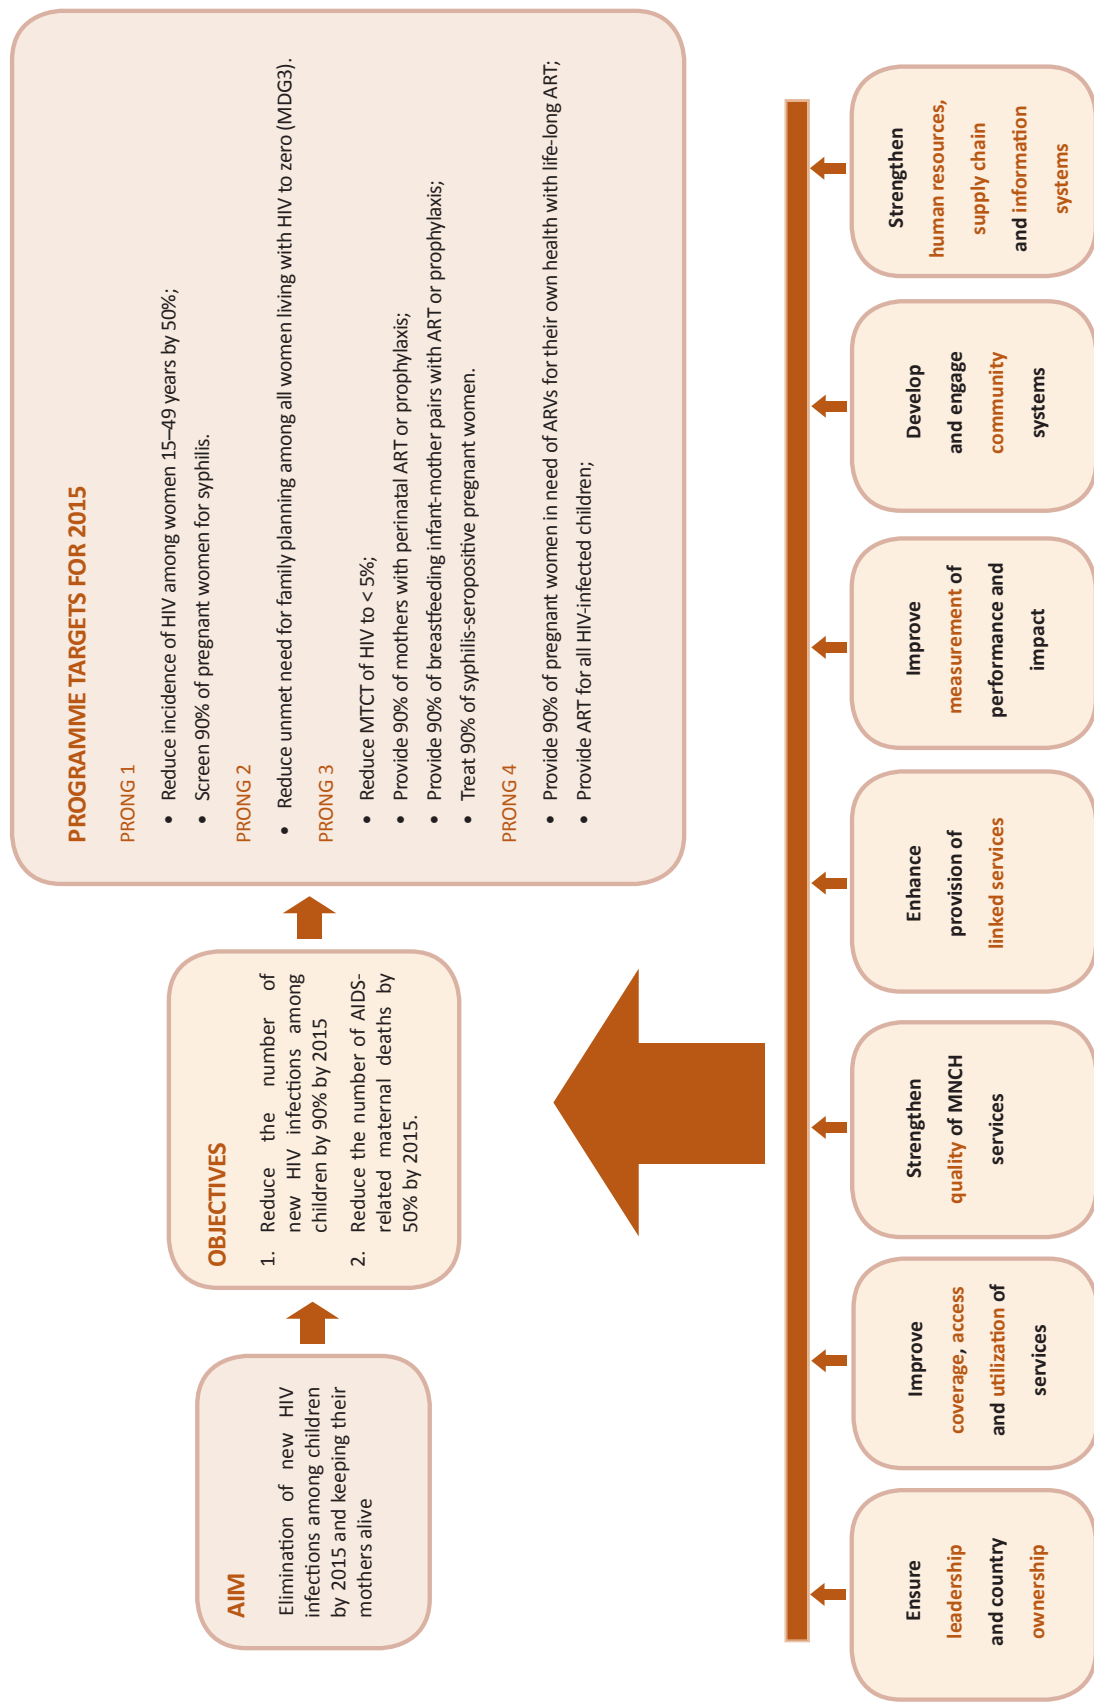 AIM
Elimination of new HIV
infections among children
by 2015 and keeping their
mothers alive
OBJECTIVES
1. Reduce the number of
new HIV infections among
children by 90% by 2015
2. Reduce the number of AIDS-
related maternal deaths by
50% by 2015.
PROGRAMME TARGETS FOR 2015
PRONG 1
• Reduce incidence of HIV among women 15–49 years by 50%;
• Screen 90% of pregnant women for syphilis.
PRONG 2
• Reduce unmet need for family planning among all women living with HIV to zero (MDG3).
PRONG 3
• Reduce MTCT of HIV to < 5%;
• Provide 90% of mothers with perinatal ART or prophylaxis;
• Provide 90% of breastfeeding infant-mother pairs with ART or prophylaxis;
• Treat 90% of syphilis-seropositive pregnant women.
PRONG 4
• Provide 90% of pregnant women in need of ARVs for their own health with life-long ART;
• Provide ART for all HIV-infected children;
Ensure
leadership
and country
ownership
Improve
coverage, access
and utilization of
services
Strengthen
quality of MNCH
services
Enhance
provision of
linked services
Improve
measurement of
performance and
impact
Develop
and engage
community
systems
Strengthen
human resources,
supply chain
and information
systems